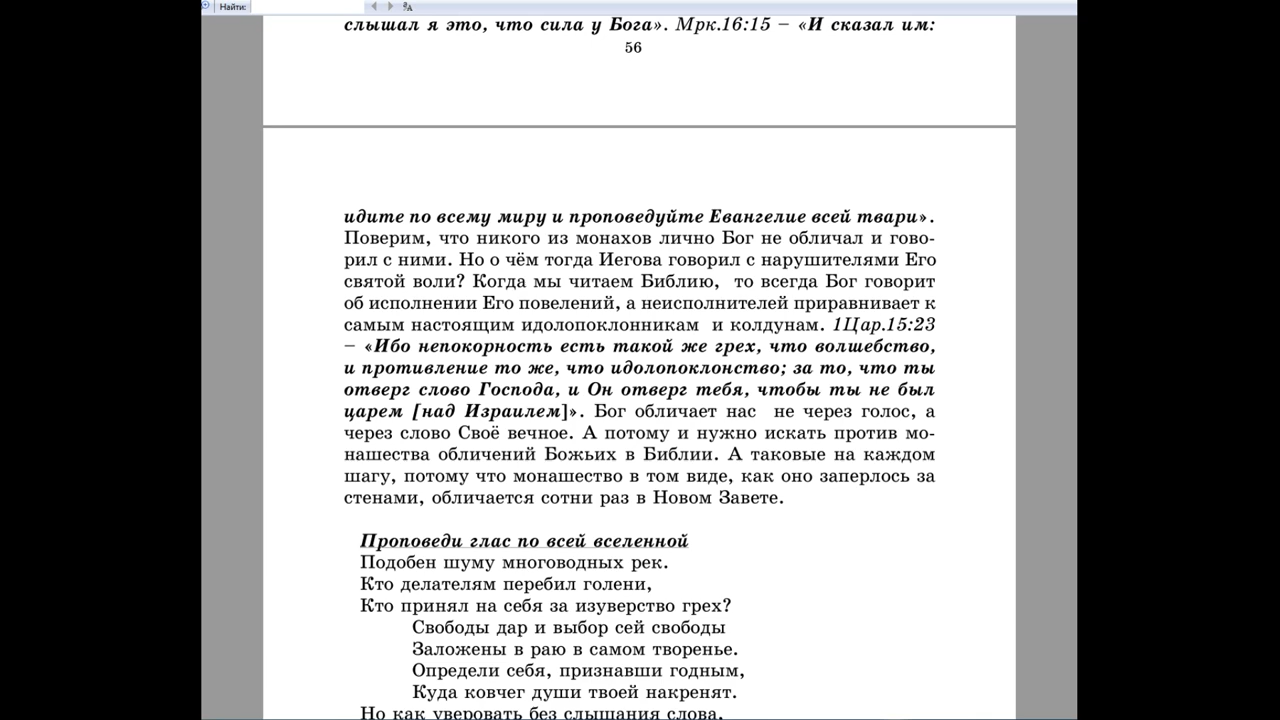 Найти:
слышал я это, что сила у Бога». Мрк.16:15 – «И сказал им:
56
идите по всему миру и проповедуйте Евангелие всей твари».
Поверим, что никого из монахов лично Бог не обличал и гово-
рил с ними. Но о чём тогда Иегова говорил с нарушителями Его
святой воли? Когда мы читаем Библию, то всегда Бог говорит
об исполнении Его повелений, а неисполнителей приравнивает к
самым настоящим идолопоклонникам и колдунам. 1Цар.15:23
– «Ибо непокорность есть такой же грех, что волшебство,
и противление то же, что идолопоклонство; за то, что ты
отверг слово Господа, и Он отверг тебя, чтобы ты не был
царем [над Израилем]». Бог обличает нас не через голос, а
через слово Своё вечное. А потому и нужно искать против мо-
нашества обличений Божьих в Библии. А таковые на каждом
шагу, потому что монашество в том виде, как оно заперлось за
стенами, обличается сотни раз в Новом Завете.
Проповеди глас по всей вселенной
Подобен шуму многоводных рек.
Кто делателям перебил голени,
Кто принял на себя за изуверство грех?
Свободы дар и выбор сей свободы
Заложены в раю в самом творенье.
Определи себя, признавши годным,
Куда ковчег души твоей накренят.
Но как уверовать без слышания слова,